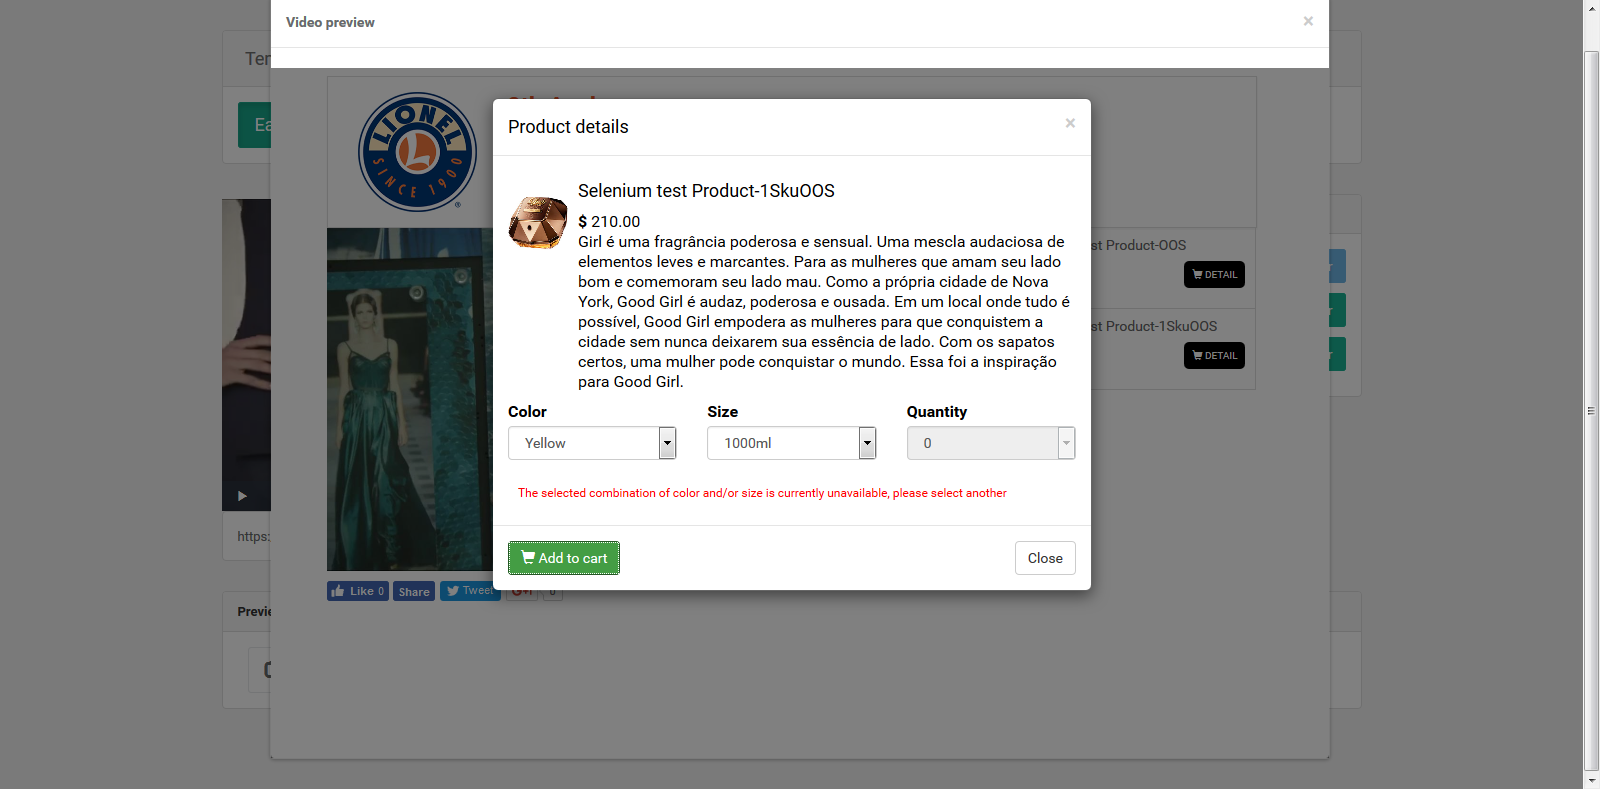 Video preview
×
LIONEL
L
SINCE 1900
®
Product details
×
Selenium test Product-1SkuOOS
$ 210.00
Girl é uma fragrância poderosa e sensual. Uma mescla audaciosa de
elementos leves e marcantes. Para as mulheres que amam seu lado
bom e comemoram seu lado mau. Como a própria cidade de Nova
York, Good Girl é audaz, poderosa e ousada. Em um local onde tudo é
possível, Good Girl empodera as mulheres para que conquistem a
cidade sem nunca deixarem sua essência de lado. Com os sapatos
certos, uma mulher pode conquistar o mundo. Essa foi a inspiração
para Good Girl.
Color
Size
Quantity
Yellow
1000ml
0
The selected combination of color and/or size is currently unavailable, please select another
Add to cart
Close
Product-OOS
DETAIL
Product-1SkuOOS
DETAIL
https:
Like 0
Share
Tweet
0